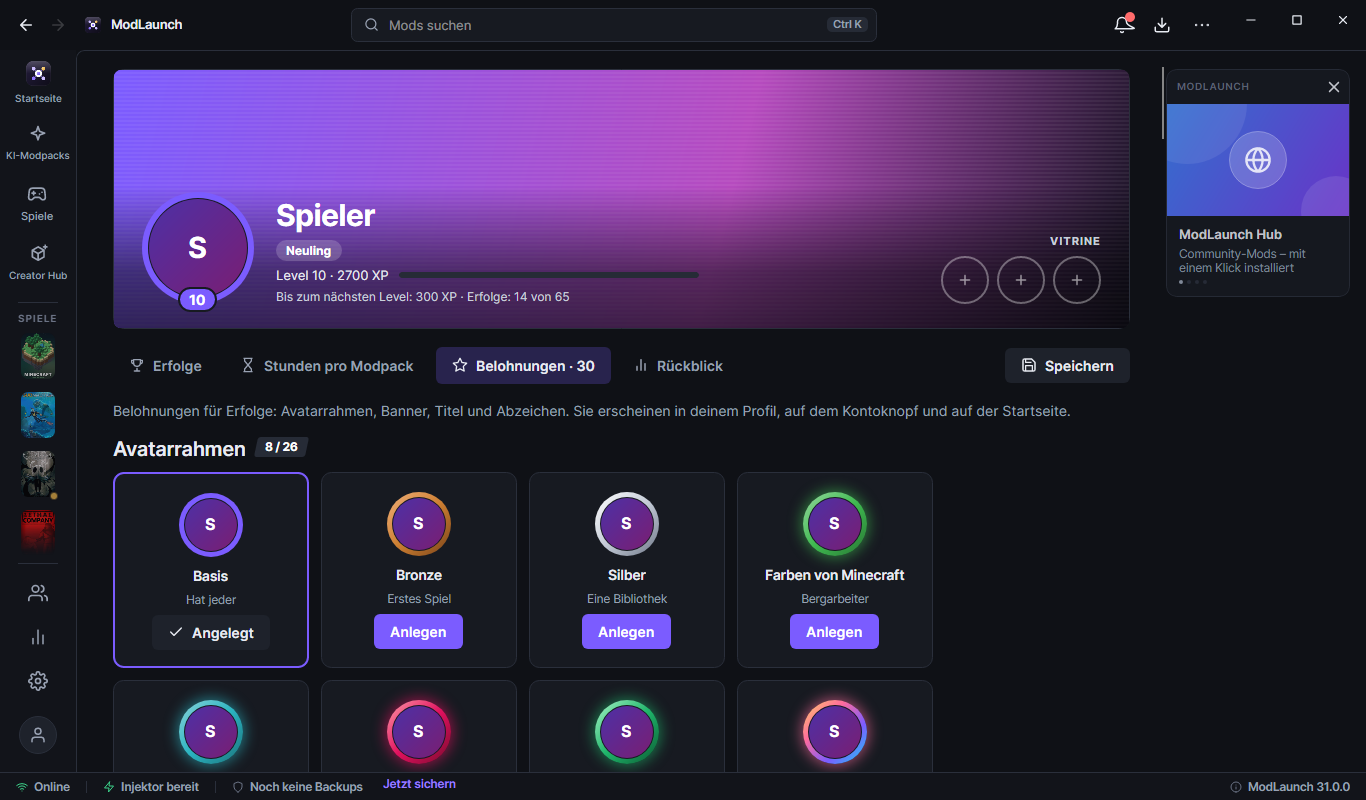 ModLaunch
Mods suchen
Ctrl K
Startseite
KI-Modpacks
Spiele
Creator Hub
SPIELE
MINECRAFT
LETHAL
COMPANY
S
10
Spieler
Neuling
Level 10 · 2700 XP
Bis zum nächsten Level: 300 XP · Erfolge: 14 von 65
VITRINE
MODLAUNCH
ModLaunch Hub
Community-Mods – mit
einem Klick installiert
Erfolge
Stunden pro Modpack
Belohnungen · 30
Rückblick
Speichern
Belohnungen für Erfolge: Avatarrahmen, Banner, Titel und Abzeichen. Sie erscheinen in deinem Profil, auf dem Kontoknopf und auf der Startseite.
Avatarrahmen
8 / 26
S
Basis
Hat jeder
Angelegt
S
Bronze
Erstes Spiel
Anlegen
S
Silber
Eine Bibliothek
Anlegen
S
Farben von Minecraft
Bergarbeiter
Anlegen
S
S
S
S
Online
Injektor bereit
Noch keine Backups
Jetzt sichern
ModLaunch 31.0.0